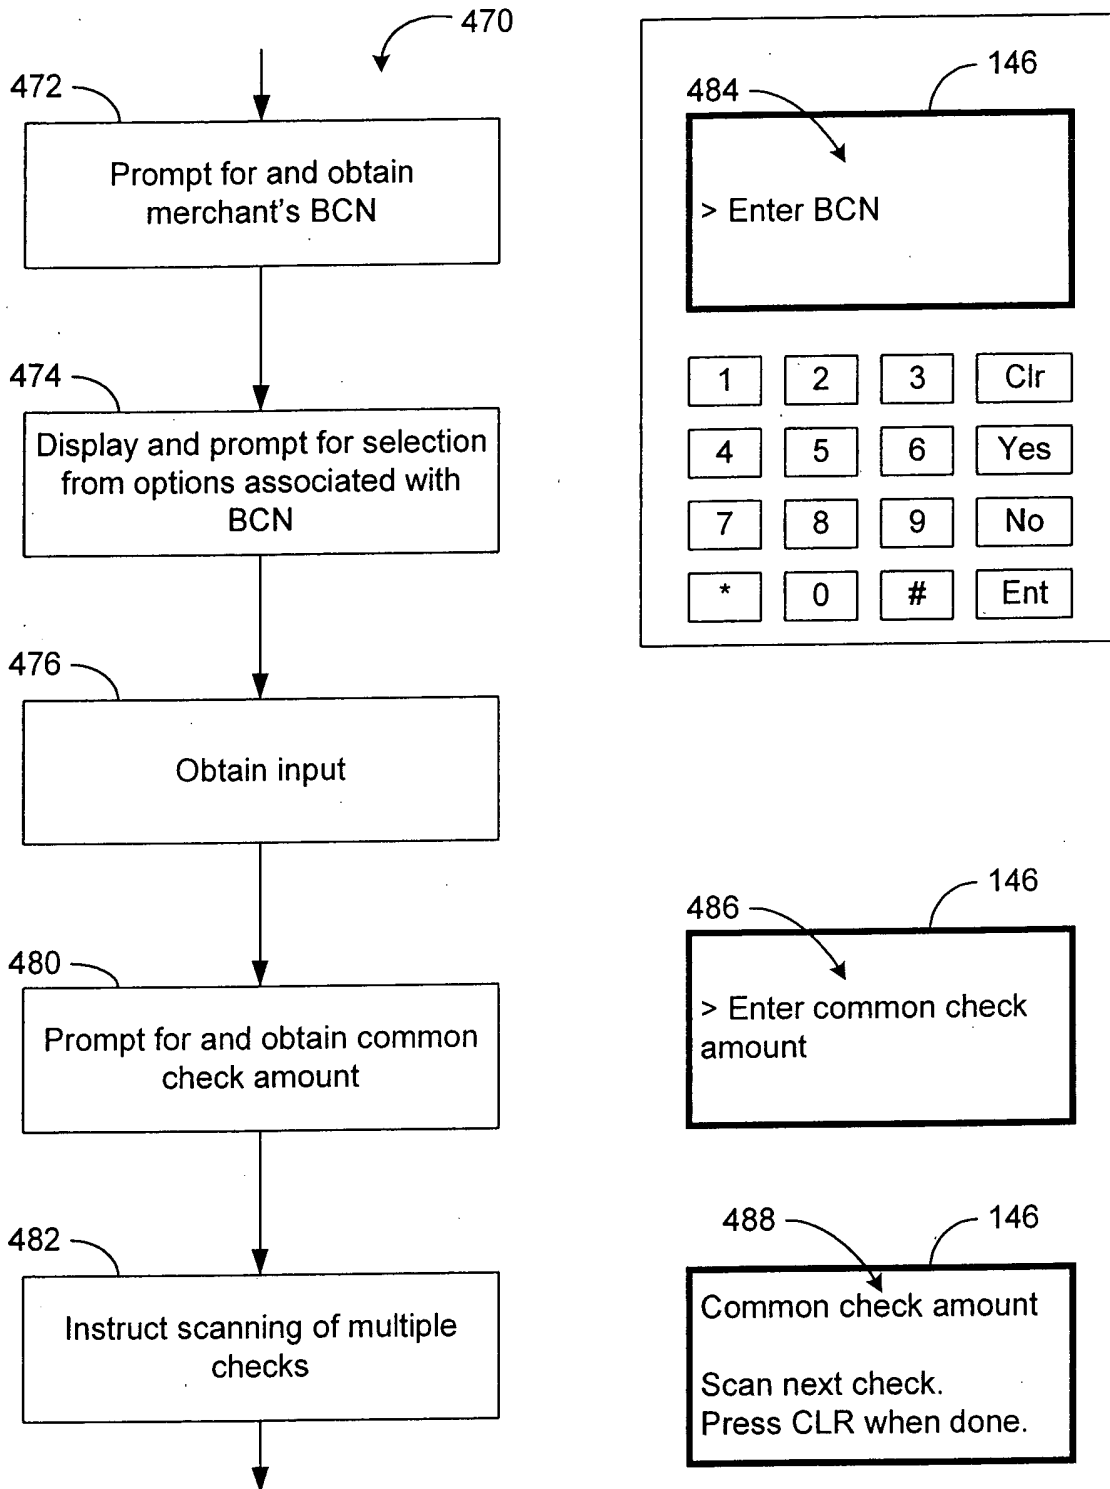 470
472
Prompt for and obtain
merchant's BCN
474
Display and prompt for selection
from options associated with
BCN
476
Obtain input
480
Prompt for and obtain common
check amount
482
Instruct scanning of multiple
checks
146
484
> Enter BCN
1 2 3 Clr
4 5 6 Yes
7 8 9 No
* 0 # Ent
146
486
> Enter common check
amount
146
488
Common check amount
Scan next check.
Press CLR when done.